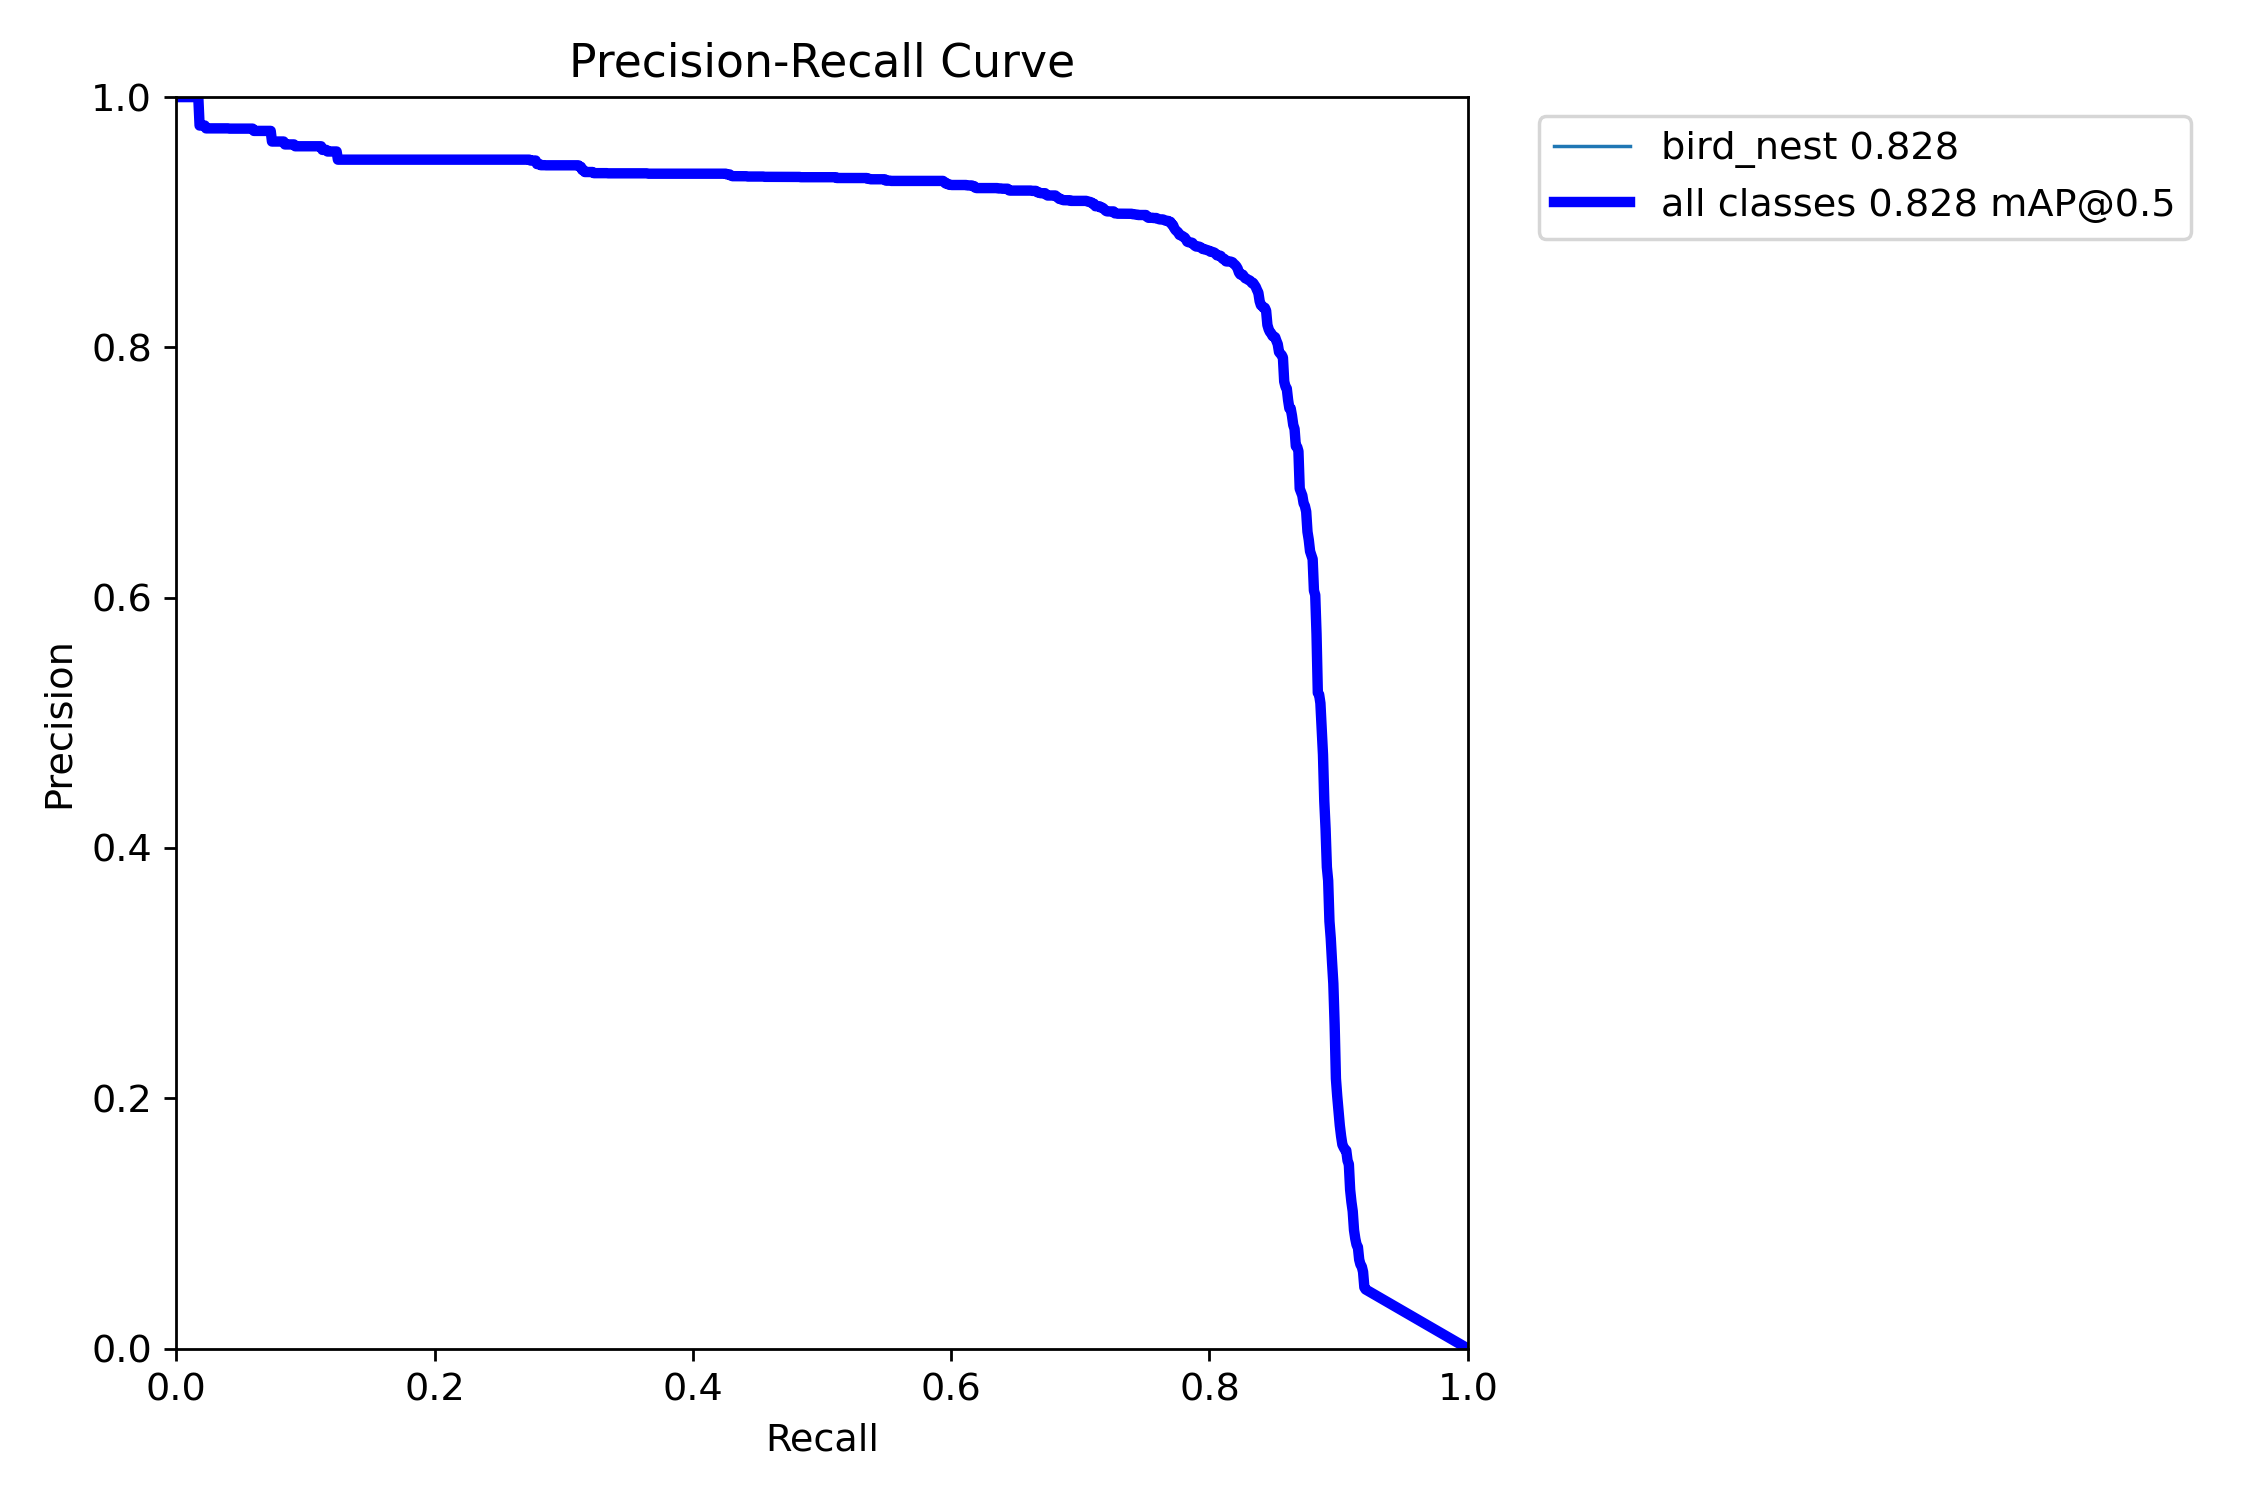 Precision-Recall Curve
1.0
0.8
0.6
0.4
0.2
0.0
Precision
0.0 0.2 0.4 0.6 0.8 1.0
Recall
bird_nest 0.828
all classes 0.828 mAP@0.5